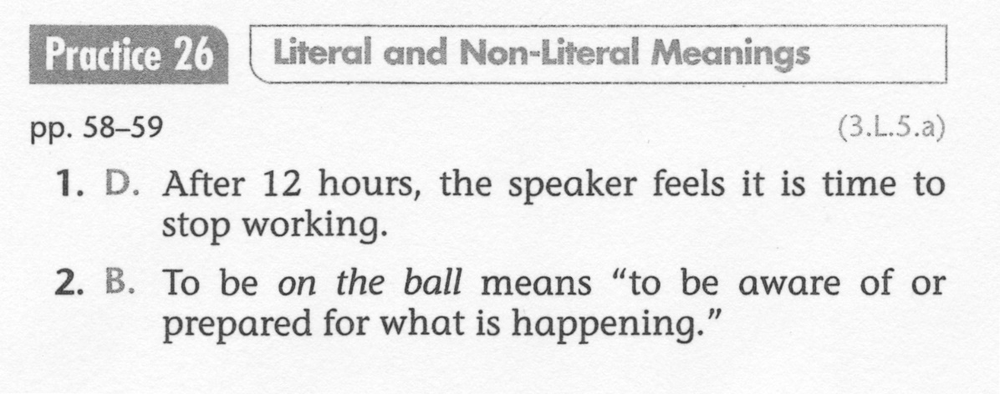 Practice 26 Literal and Non-Literal Meanings
pp. 58–59 (3.L.5.a)
1. D. After 12 hours, the speaker feels it is time to
stop working.
2. B. To be on the ball means “to be aware of or
prepared for what is happening.”